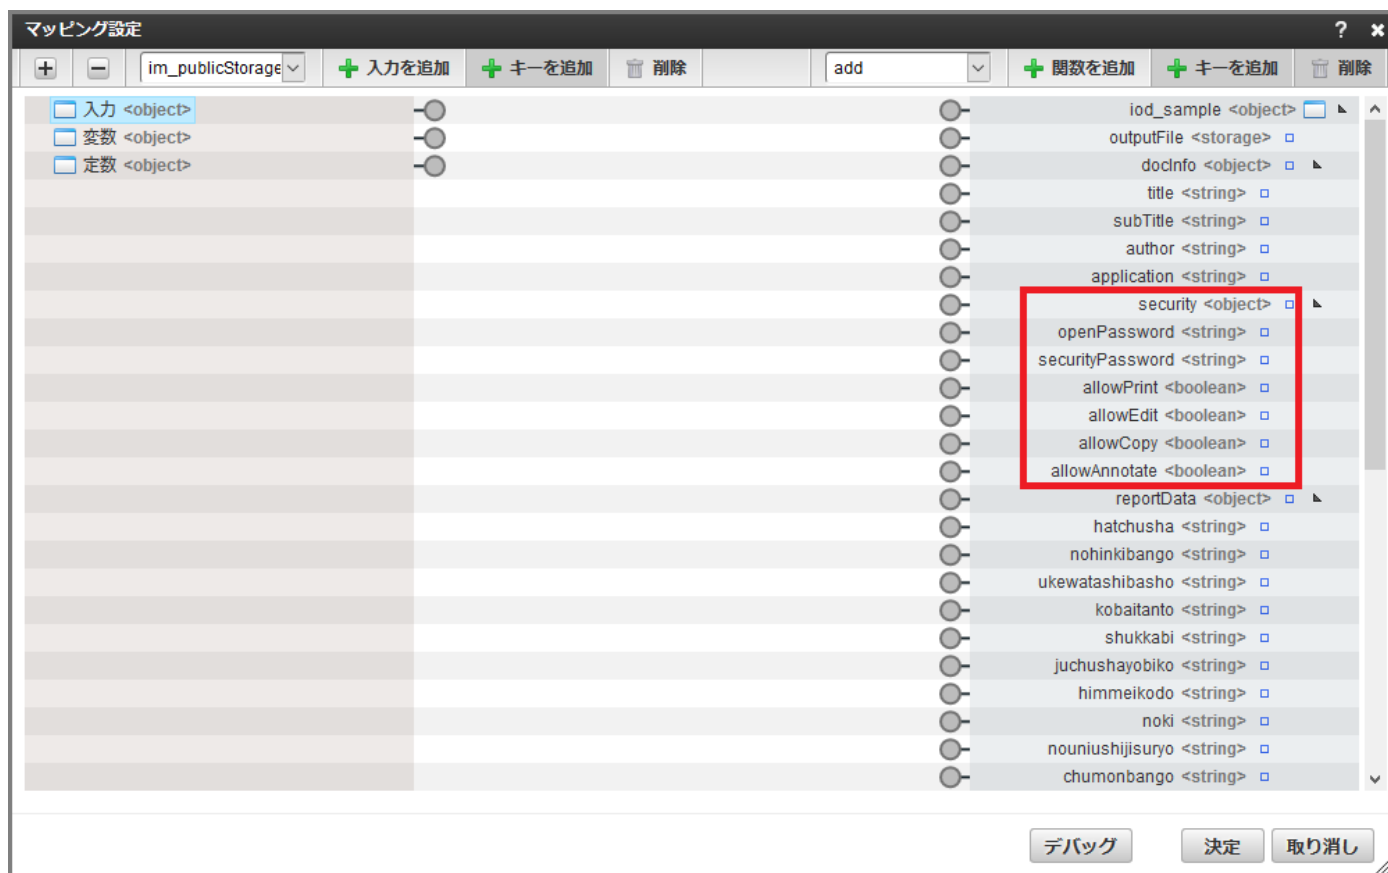 マッピング設定 ?
im_publicStorage 入力を追加 キーを追加 削除 add 関数を追加 キーを追加 削除
入力 <object> iod_sample <object>
変数 <object> outputFile <storage>
定数 <object> docInfo <object>
title <string>
subTitle <string>
author <string>
application <string>
security <object>
openPassword <string>
securityPassword <string>
allowPrint <boolean>
allowEdit <boolean>
allowCopy <boolean>
allowAnnotate <boolean>
reportData <object>
hatchusha <string>
nohinkibango <string>
ukewatashibasho <string>
kobaitanto <string>
shukkabi <string>
juchushayobiko <string>
himmeikodo <string>
noki <string>
nouniushijisuryo <string>
chumonbango <string>
デバッグ 決定 取り消し